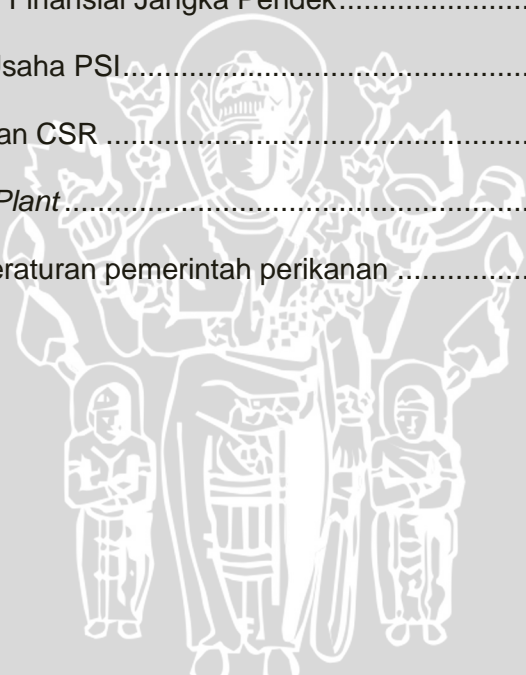 Finansial Jangka Pendek..................
saha PSI............................................................
an CSR ..............................................................
Plant ....................................................................
eraturan pemerintah perikanan ................